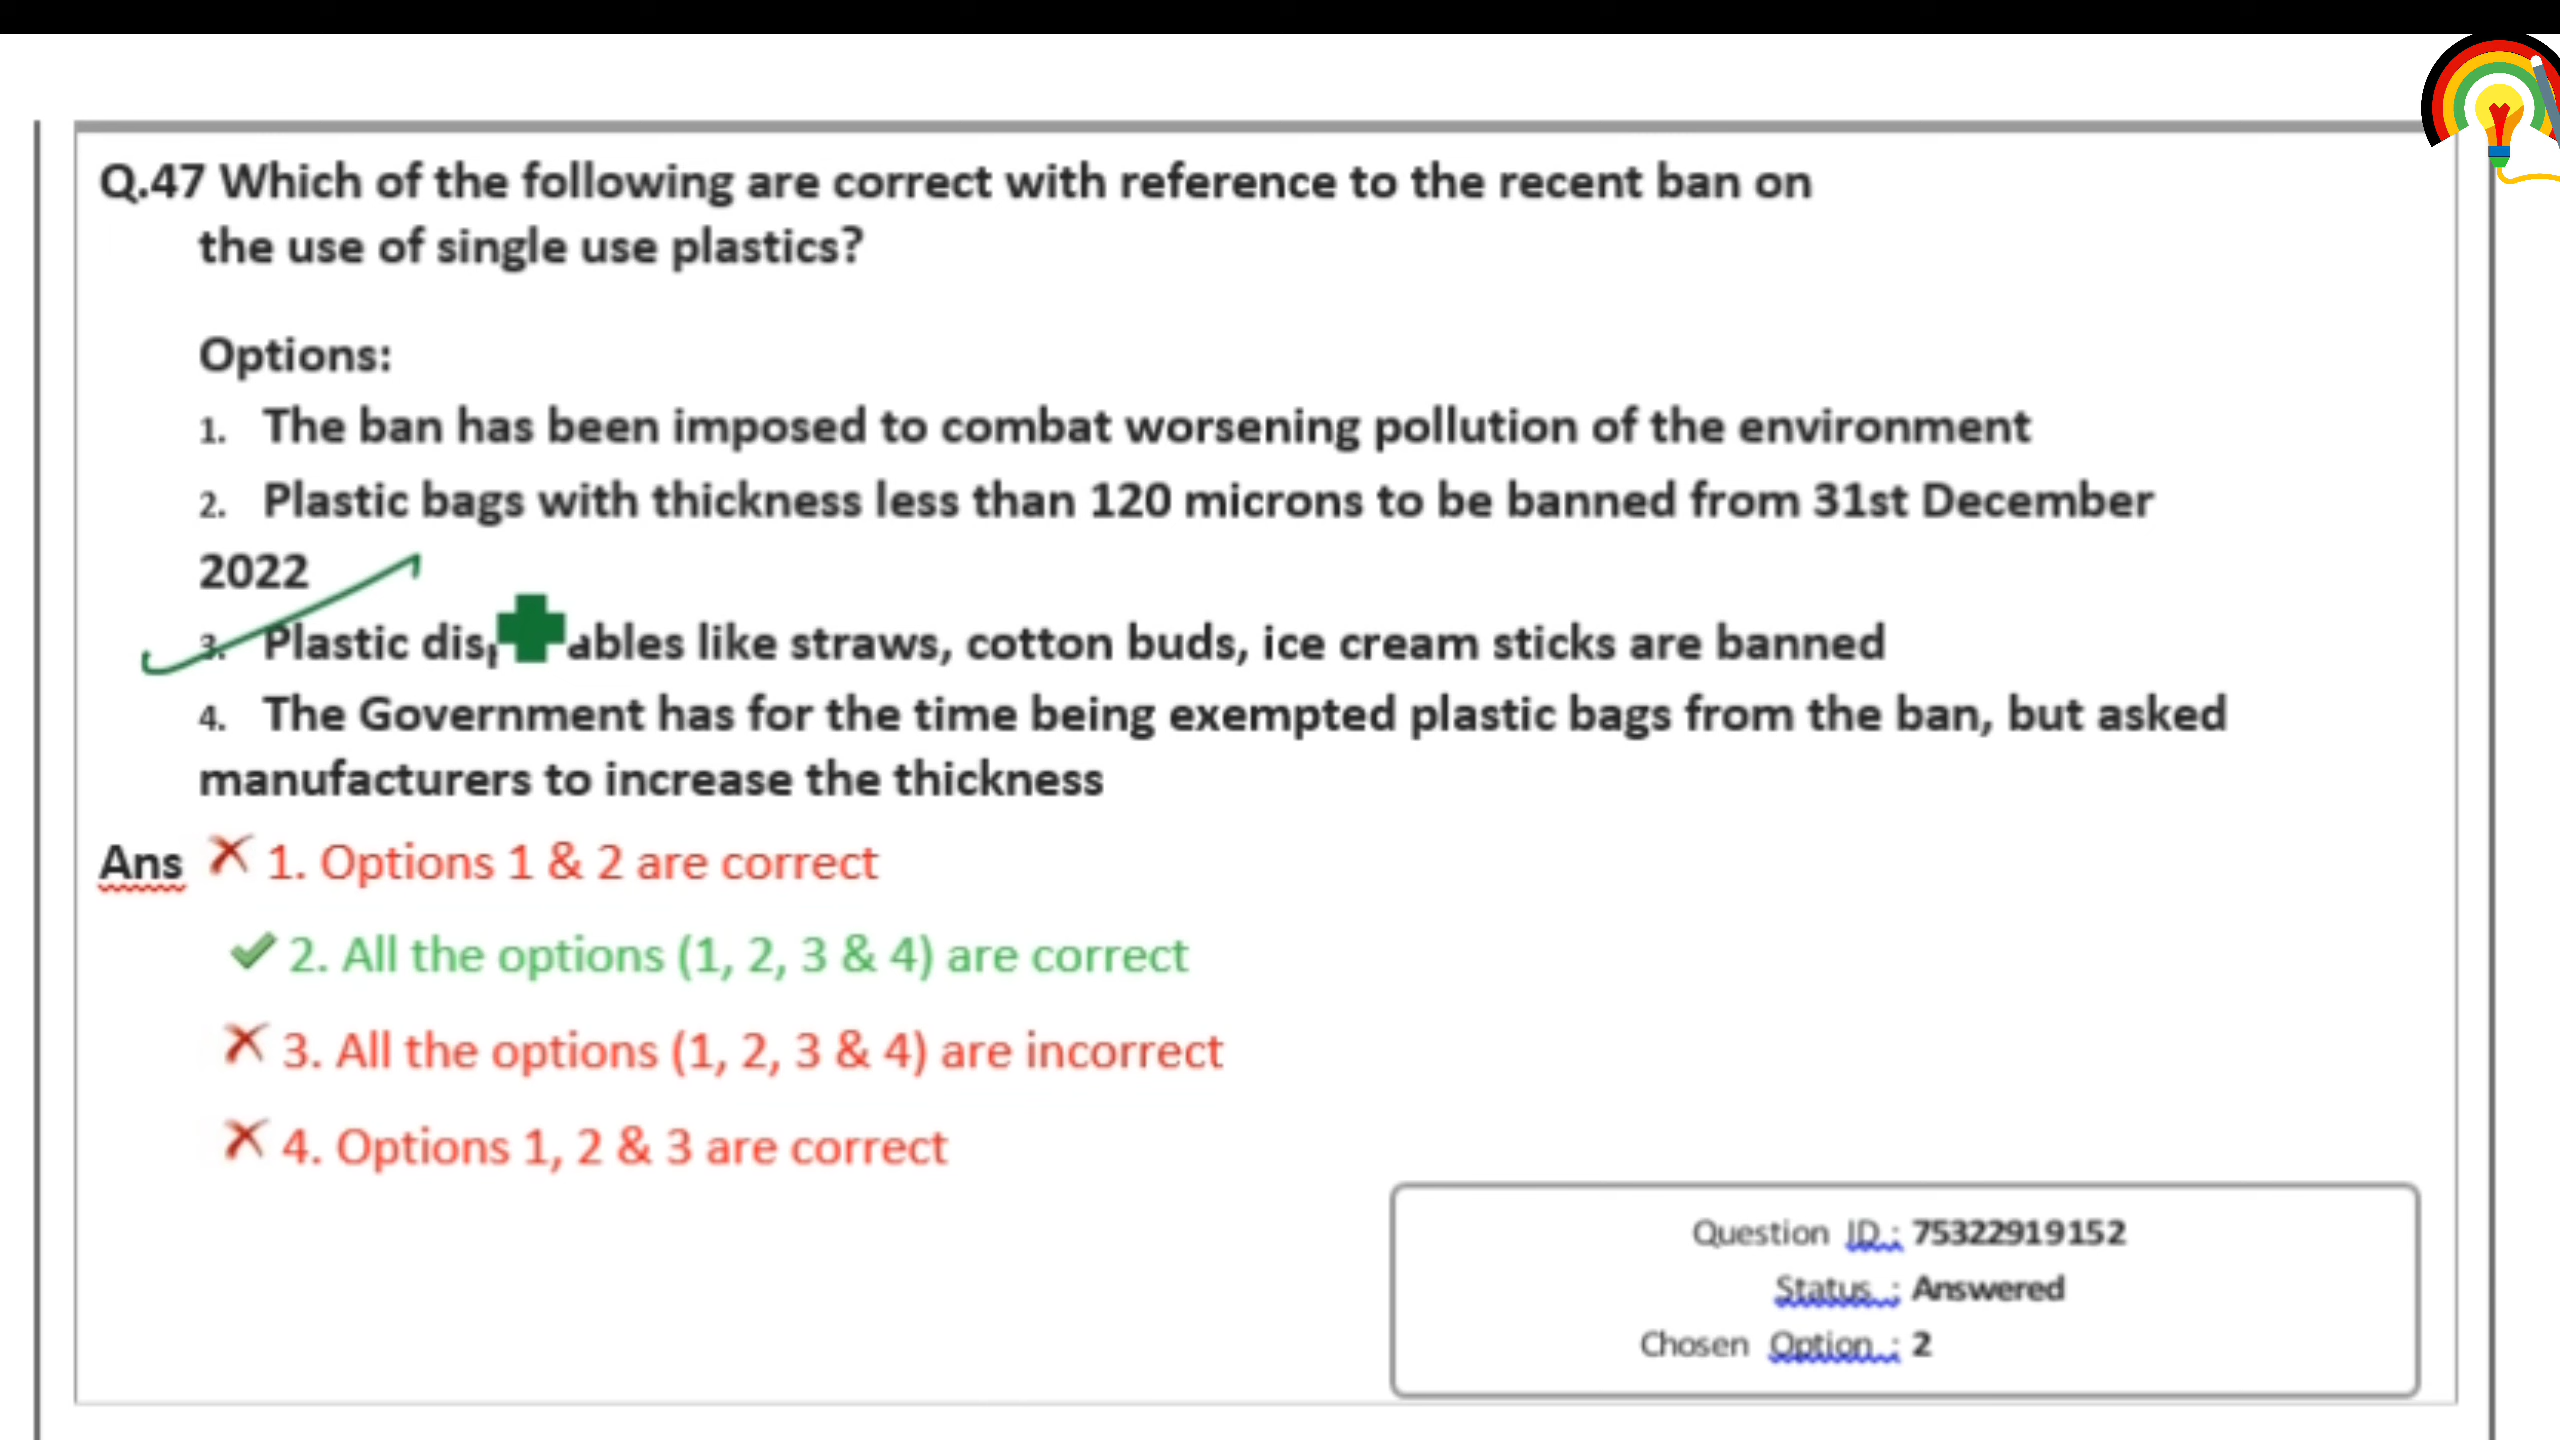 Q.47 Which of the following are correct with reference to the recent ban on
the use of single use plastics?
Options:
1. The ban has been imposed to combat worsening pollution of the environment
2. Plastic bags with thickness less than 120 microns to be banned from 31st December
2022
3. Plastic disp ables like straws, cotton buds, ice cream sticks are banned
4. The Government has for the time being exempted plastic bags from the ban, but asked
manufacturers to increase the thickness
Ans 1. Options 1 & 2 are correct
2. All the options (1, 2, 3 & 4) are correct
3. All the options (1, 2, 3 & 4) are incorrect
4. Options 1, 2 & 3 are correct
Question ID : 75322919152
Status : Answered
Chosen Option : 2